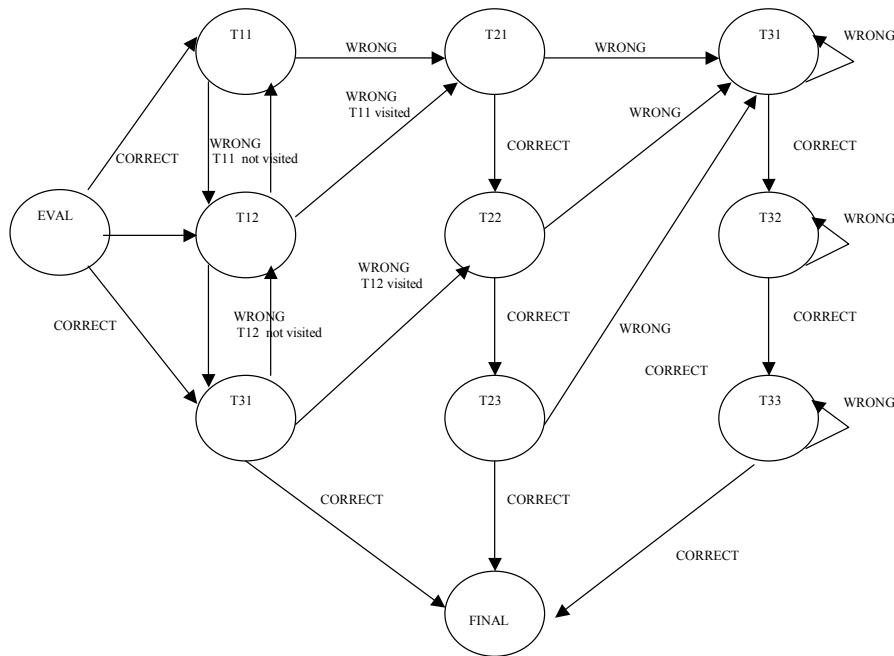 T11
T21
T31
WRONG
WRONG
WRONG
WRONG
T11 visited
WRONG
CORRECT
WRONG
T11 not visited
CORRECT
CORRECT
EVAL
T12
T22
T32
WRONG
WRONG
T12 visited
CORRECT
WRONG
T12 not visited
CORRECT
WRONG
CORRECT
CORRECT
T31
T23
T33
WRONG
CORRECT
CORRECT
CORRECT
FINAL